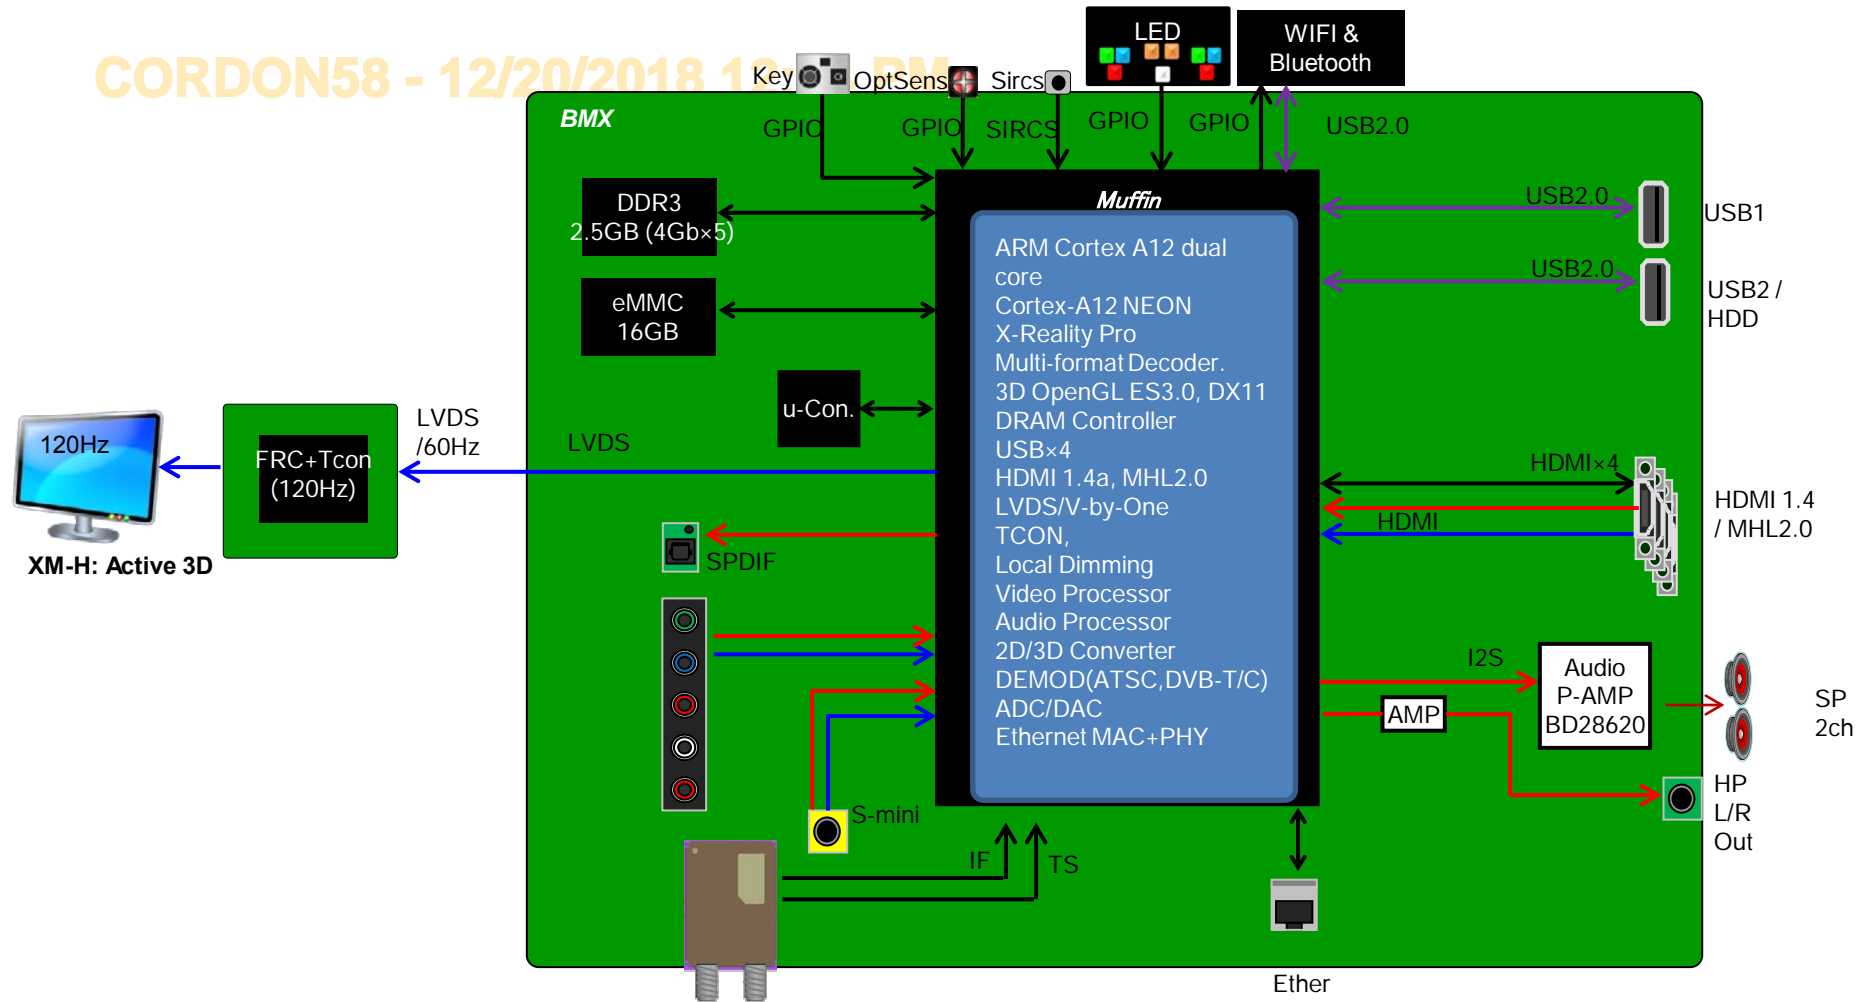 LED
WIFI &
Bluetooth
CORDON58 - 12/20/2018
Key
OptSens
Sircs
BMX
GPIO
GPIO
SIRCS
GPIO
GPIO
USB2.0
DDR3
2.5GB (4Gb×5)
Muffin
USB2.0
USB1
ARM Cortex A12 dual
core
Cortex-A12 NEON
X-Reality Pro
Multi-format Decoder.
3D OpenGL ES3.0, DX11
DRAM Controller
USB×4
HDMI 1.4a, MHL2.0
LVDS/V-by-One
TCON,
Local Dimming
Video Processor
Audio Processor
2D/3D Converter
DEMOD(ATSC,DVB-T/C)
ADC/DAC
Ethernet MAC+PHY
USB2.0
USB2 /
HDD
eMMC
16GB
u-Con.
120Hz
FRC+Tcon
(120Hz)
LVDS
/60Hz
LVDS
XM-H: Active 3D
SPDIF
HDMI×4
HDMI
HDMI 1.4
/ MHL2.0
I2S
Audio
P-AMP
BD28620
AMP
SP
2ch
HP
L/R
Out
S-mini
IF
TS
Ether